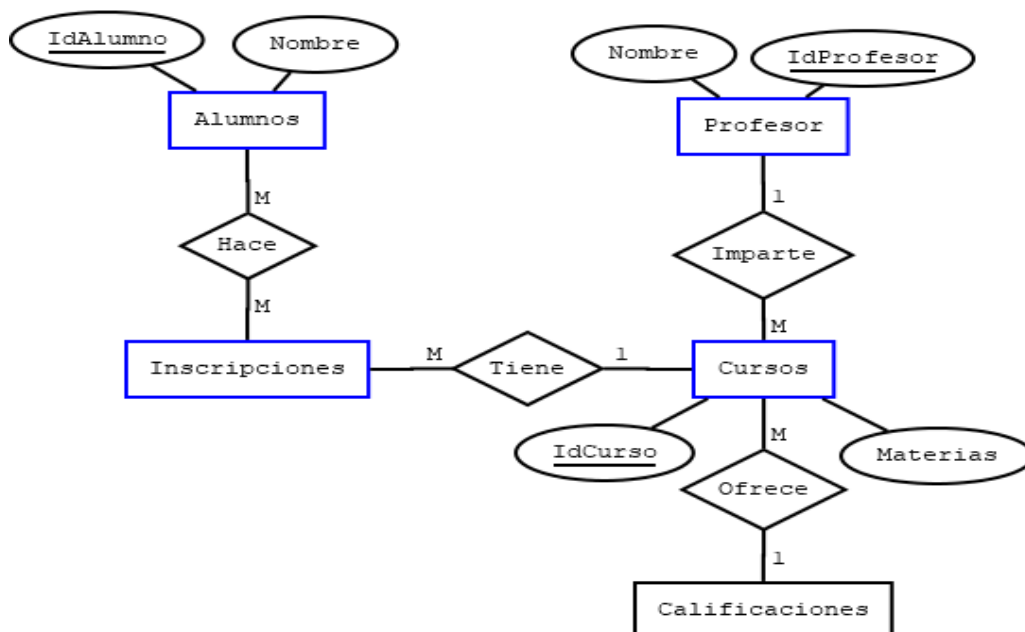 IdAlumno
Nombre
Nombre
IdProfesor
Alumnos
Profesor
M
1
Hace
Imparte
M
M
Inscripciones
M
Tiene
1
Cursos
IdCurso
M
Materias
Ofrece
1
Calificaciones